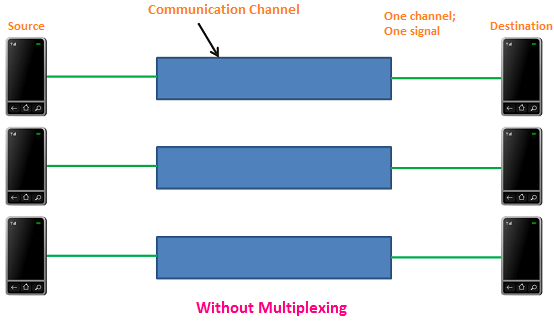 Communication Channel
One channel;
One signal
Source
Destination
Without Multiplexing